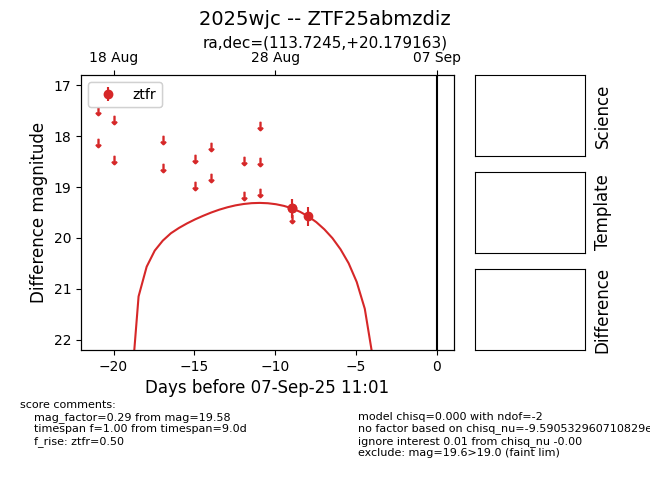 2025wjc -- ZTF25abmzdiz
ra,dec=(113.7245,+20.179163)
18 Aug
28 Aug
07 Sep
17
18
19
20
21
22
Difference magnitude
ztfr
−20
−15
−10
−5
0
Days before 07-Sep-25 11:01
Science
Template
Difference
score comments:
mag_factor=0.29 from mag=19.58
timespan f=1.00 from timespan=9.0d
f_rise: ztfr=0.50
model chisq=0.000 with ndof=-2
no factor based on chisq_nu=-9.590532960710829e
ignore interest 0.01 from chisq_nu -0.00
exclude: mag=19.6>19.0 (faint lim)